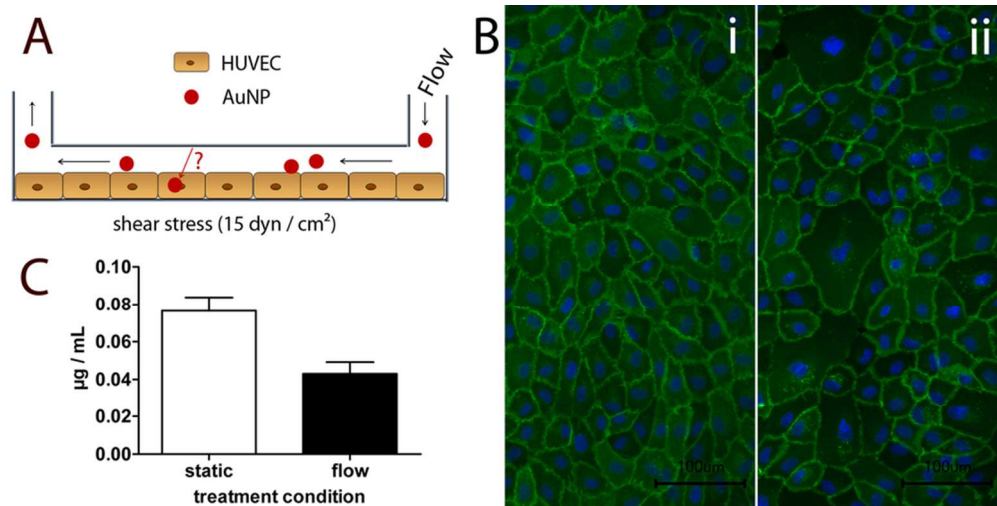 A
HUVEC
AuNP
Flow
?
shear stress (15 dyn / cm²)
B
i
ii
100um
100um
C
µg / mL
0.10
0.08
0.06
0.04
0.02
0.00
static flow
treatment condition